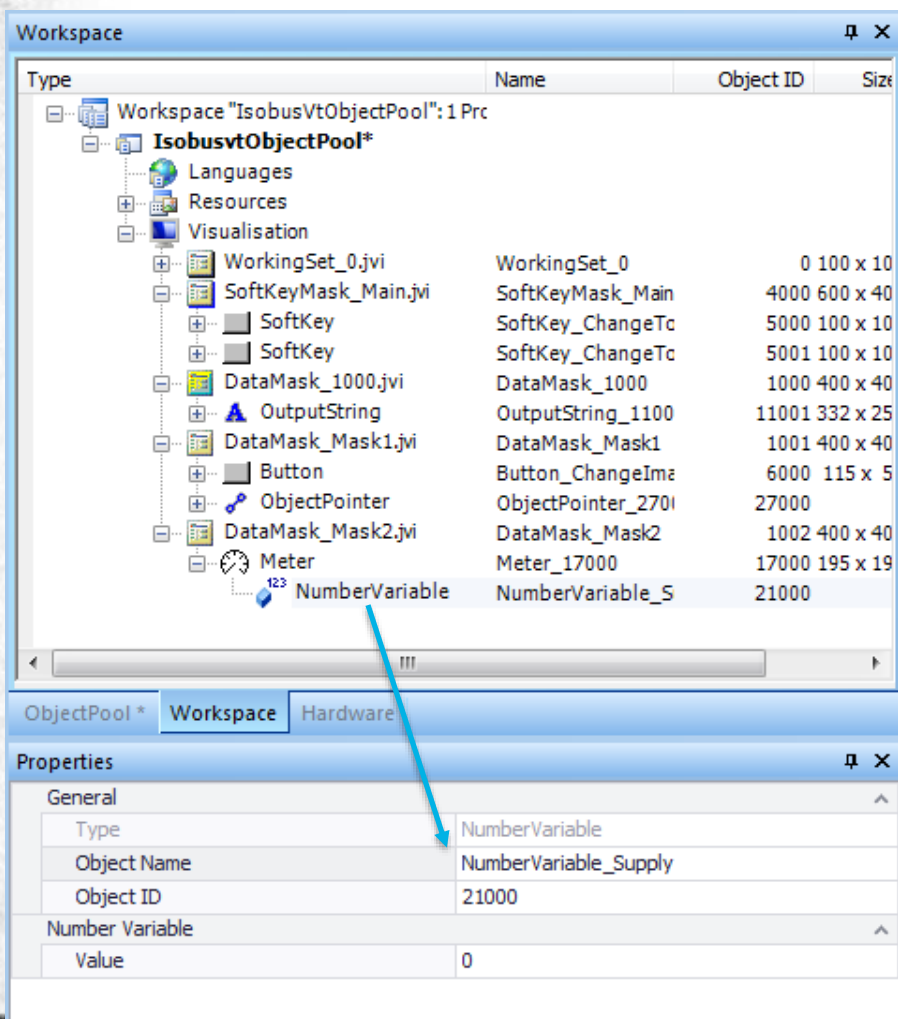 Workspace
Type Name Object ID Size
Workspace "IsobusVtObjectPool": 1 Prc
IsobusvtObjectPool*
Languages
Resources
Visualisation
WorkingSet_0.jvi WorkingSet_0 0 100 x 10
SoftKeyMask_Main.jvi SoftKeyMask_Main 4000 600 x 40
SoftKey SoftKey_ChangeTo 5000 100 x 10
SoftKey SoftKey_ChangeTo 5001 100 x 10
DataMask_1000.jvi DataMask_1000 1000 400 x 40
A OutputString OutputString_1100 11001 332 x 25
DataMask_Mask1.jvi DataMask_Mask1 1001 400 x 40
Button Button_ChangeIma 6000 115 x 5
ObjectPointer ObjectPointer_270 27000
DataMask_Mask2.jvi DataMask_Mask2 1002 400 x 40
Meter Meter_17000 17000 195 x 19
123 NumberVariable NumberVariable_S 21000
ObjectPool * Workspace Hardware
Properties
General
Type NumberVariable
Object Name NumberVariable_Supply
Object ID 21000
Number Variable
Value 0